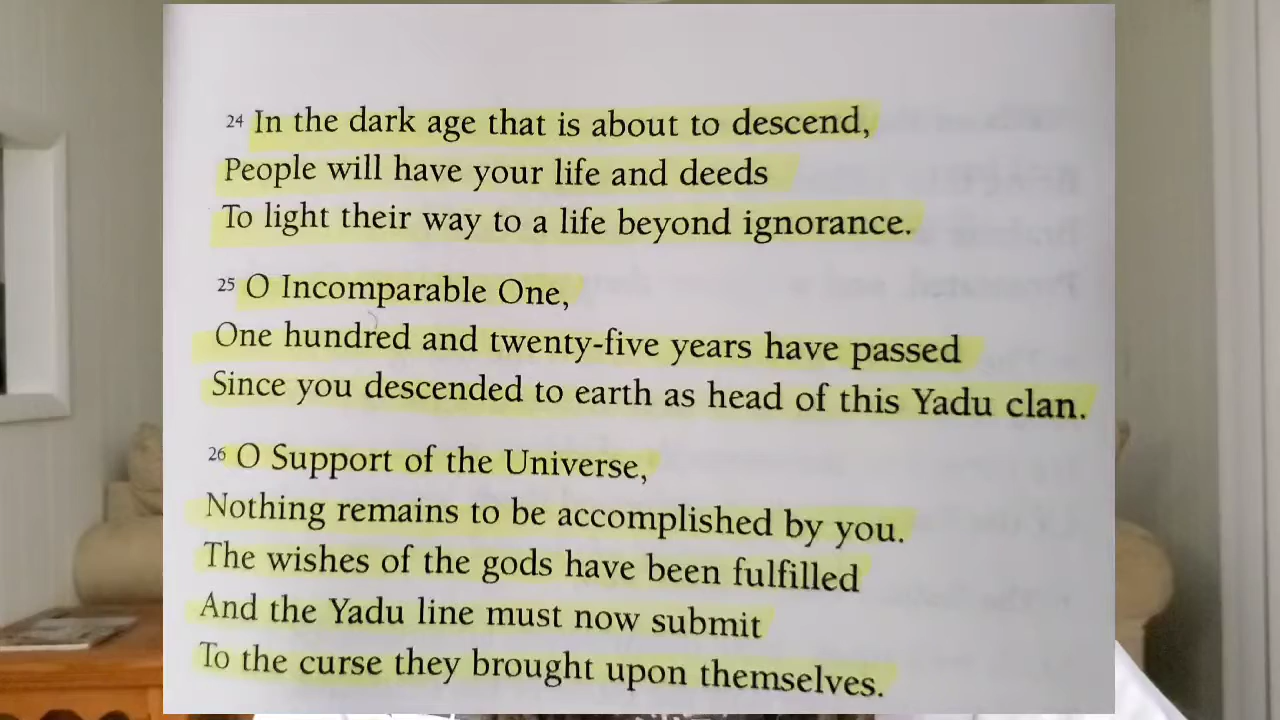 24 In the dark age that is about to descend,
People will have your life and deeds
To light their way to a life beyond ignorance.
25 O Incomparable One,
One hundred and twenty-five years have passed
Since you descended to earth as head of this Yadu clan.
26 O Support of the Universe,
Nothing remains to be accomplished by you.
The wishes of the gods have been fulfilled
And the Yadu line must now submit
To the curse they brought upon themselves.